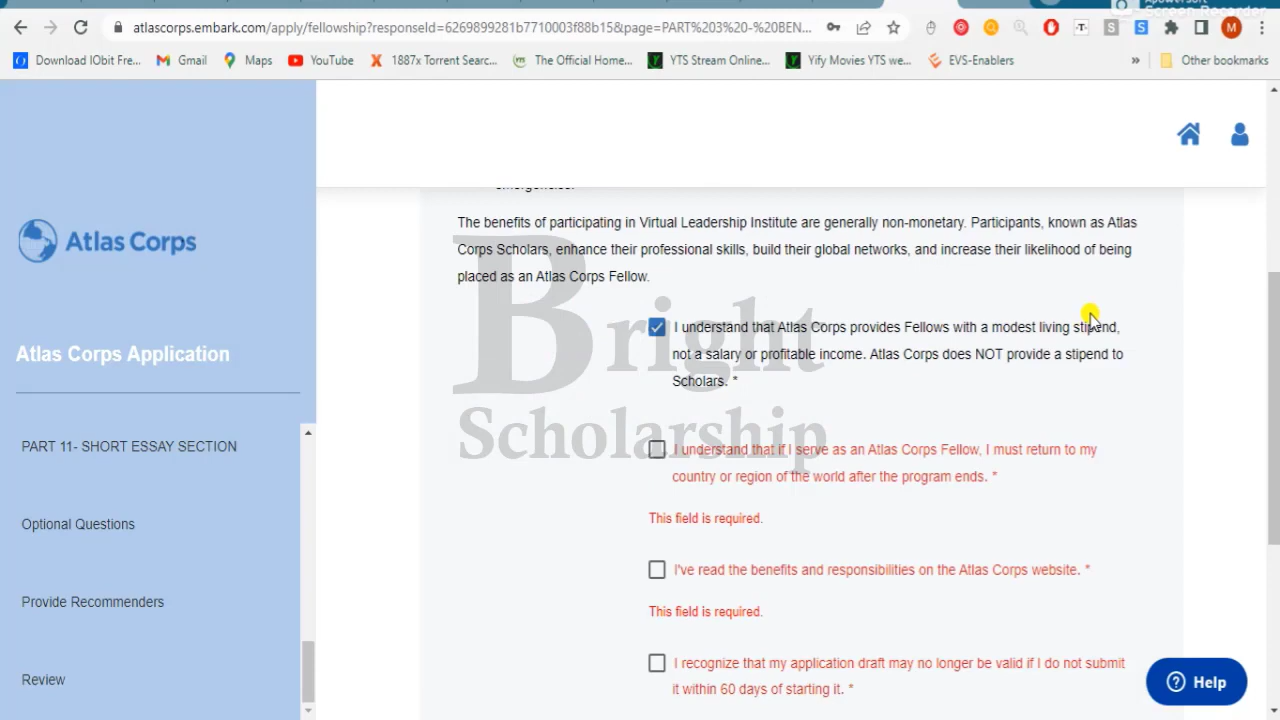 Apowersoft
Screen Recorder
atlascorps.embark.com/apply/fellowship?responseId=6269899281b7710003f88b15&page=PART%203%20-%20BEN...
Download IObit Fre...
Gmail
Maps
YouTube
1887x Torrent Searc...
The Official Home...
YTS Stream Online...
Yify Movies YTS we...
EVS-Enablers
»
Other bookmarks
Atlas Corps
Atlas Corps Application
PART 11- SHORT ESSAY SECTION
Optional Questions
Provide Recommenders
Review
emergencies.
The benefits of participating in Virtual Leadership Institute are generally non-monetary. Participants, known as Atlas
Corps Scholars, enhance their professional skills, build their global networks, and increase their likelihood of being
placed as an Atlas Corps Fellow.
I understand that Atlas Corps provides Fellows with a modest living stipend,
not a salary or profitable income. Atlas Corps does NOT provide a stipend to
Scholars. *
I understand that if I serve as an Atlas Corps Fellow, I must return to my
country or region of the world after the program ends. *
This field is required.
I've read the benefits and responsibilities on the Atlas Corps website. *
This field is required.
I recognize that my application draft may no longer be valid if I do not submit
it within 60 days of starting it. *
Bright
Scholarship
Help